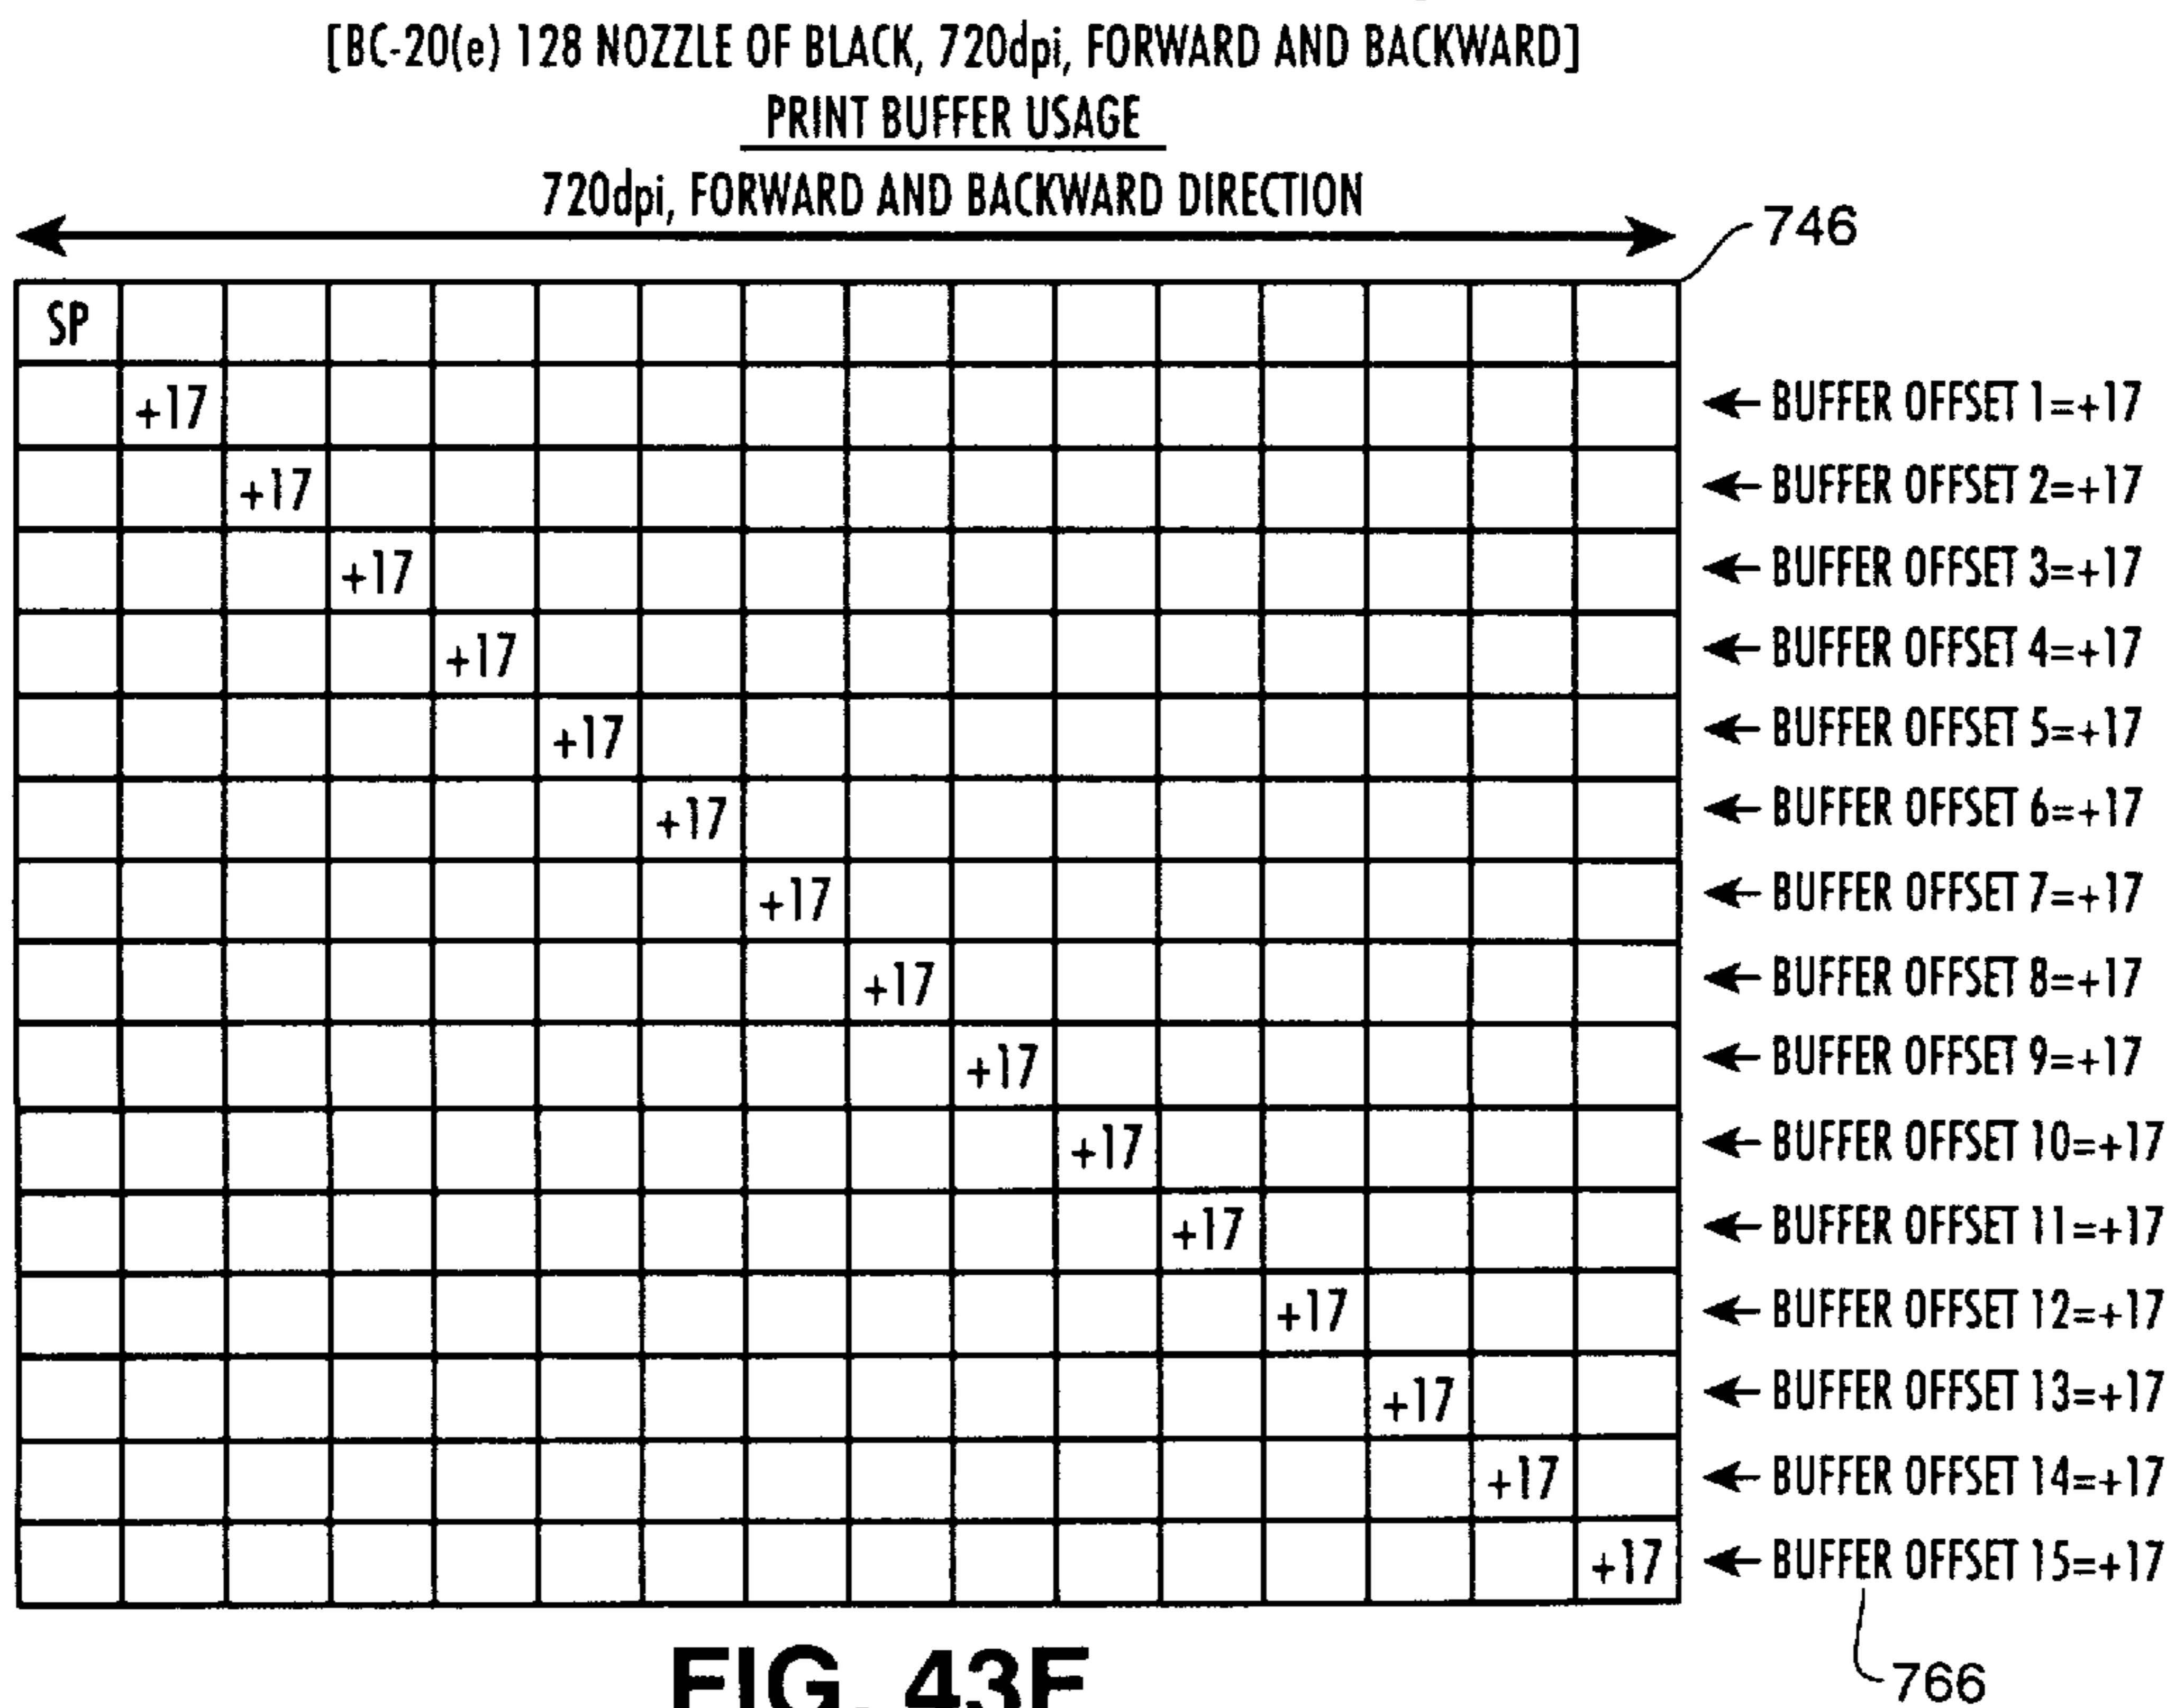 [BC-20(e) 128 NOZZLE OF BLACK, 720dpi, FORWARD AND BACKWARD]
PRINT BUFFER USAGE
720dpi, FORWARD AND BACKWARD DIRECTION
746
SP
+17 BUFFER OFFSET 1=+17
+17 BUFFER OFFSET 2=+17
+17 BUFFER OFFSET 3=+17
+17 BUFFER OFFSET 4=+17
+17 BUFFER OFFSET 5=+17
+17 BUFFER OFFSET 6=+17
+17 BUFFER OFFSET 7=+17
+17 BUFFER OFFSET 8=+17
+17 BUFFER OFFSET 9=+17
+17 BUFFER OFFSET 10=+17
+17 BUFFER OFFSET 11=+17
+17 BUFFER OFFSET 12=+17
+17 BUFFER OFFSET 13=+17
+17 BUFFER OFFSET 14=+17
+17 BUFFER OFFSET 15=+17
766
FIG.